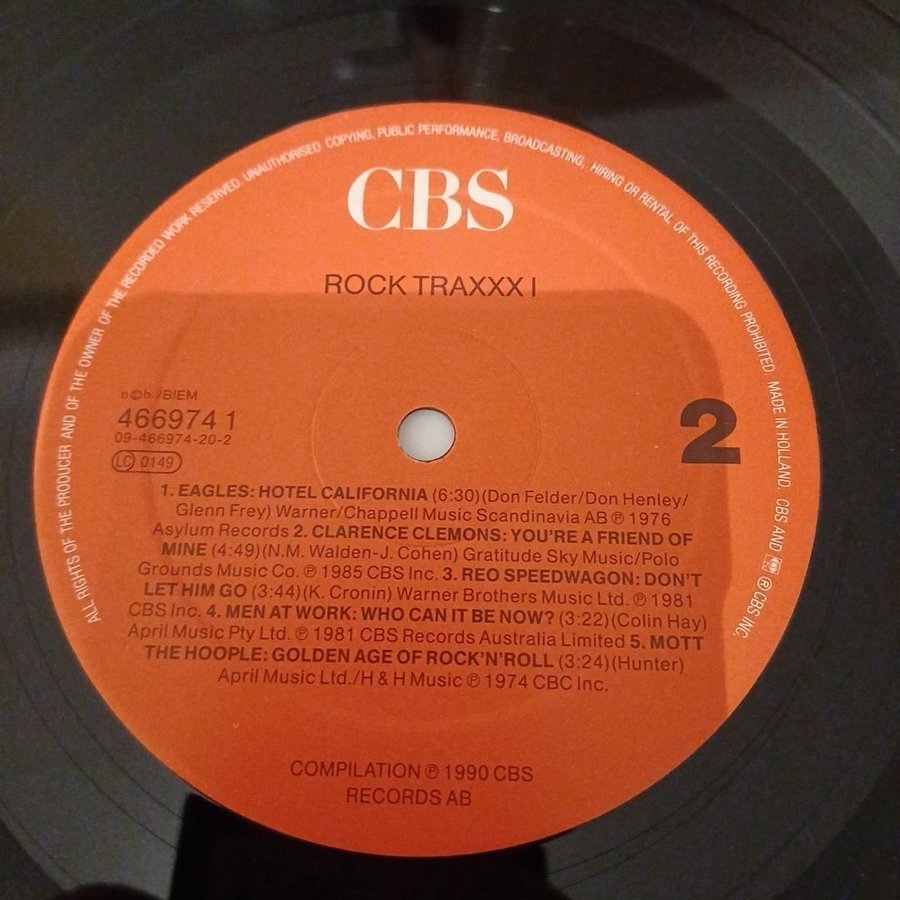 ALL RIGHTS OF THE PRODUCER AND OF THE OWNER OF THE RECORDED WORK RESERVED. UNAUTHORISED COPYING, PUBLIC PERFORMANCE, BROADCASTING, HIRING OR RENTAL OF THIS RECORDING PROHIBITED. MADE IN HOLLAND. CBS AND ® CBS INC.
CBS
ROCK TRAXXX I
n©b /BIEM
466974 1
09-466974-20-2
LC 0149
2
1. EAGLES: HOTEL CALIFORNIA (6:30)(Don Felder/Don Henley/
Glenn Frey) Warner/Chappell Music Scandinavia AB ℗ 1976
Asylum Records 2. CLARENCE CLEMONS: YOU'RE A FRIEND OF
MINE (4:49)(N.M. Walden-J. Cohen) Gratitude Sky Music/Polo
Grounds Music Co. ℗ 1985 CBS Inc. 3. REO SPEEDWAGON: DON'T
LET HIM GO (3:44)(K. Cronin) Warner Brothers Music Ltd. ℗ 1981
CBS Inc. 4. MEN AT WORK: WHO CAN IT BE NOW? (3:22)(Colin Hay)
April Music Pty Ltd. ℗ 1981 CBS Records Australia Limited 5. MOTT
THE HOOPLE: GOLDEN AGE OF ROCK'N'ROLL (3:24)(Hunter)
April Music Ltd./H & H Music ℗ 1974 CBC Inc.
COMPILATION ℗ 1990 CBS
RECORDS AB